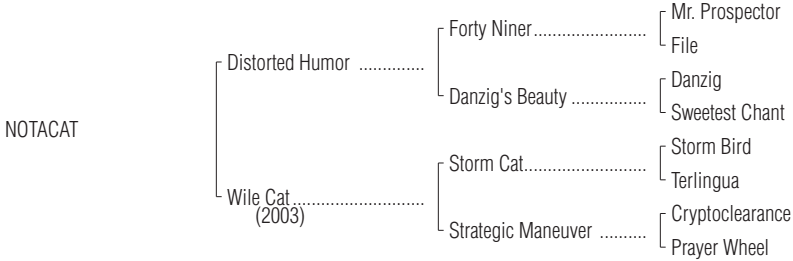 Mr. Prospector
Forty Niner........................
File
Distorted Humor ..............
Danzig
Danzig's Beauty ................
Sweetest Chant
NOTACAT
Storm Bird
Storm Cat..........................
Terlingua
Wile Cat............................
(2003)
Cryptoclearance
Strategic Maneuver ..........
Prayer Wheel